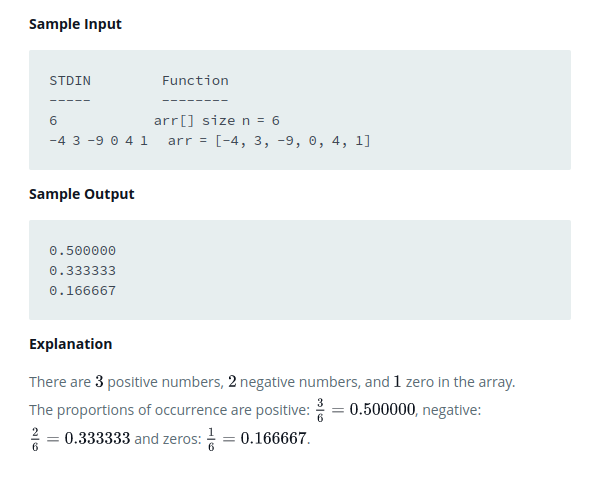 Sample Input
STDIN Function
----- --------
6 arr[] size n = 6
-4 3 -9 0 4 1 arr = [-4, 3, -9, 0, 4, 1]
Sample Output
0.500000
0.333333
0.166667
Explanation
There are 3 positive numbers, 2 negative numbers, and 1 zero in the array.
The proportions of occurrence are positive: 3/6 = 0.500000, negative:
2/6 = 0.333333 and zeros: 1/6 = 0.166667.